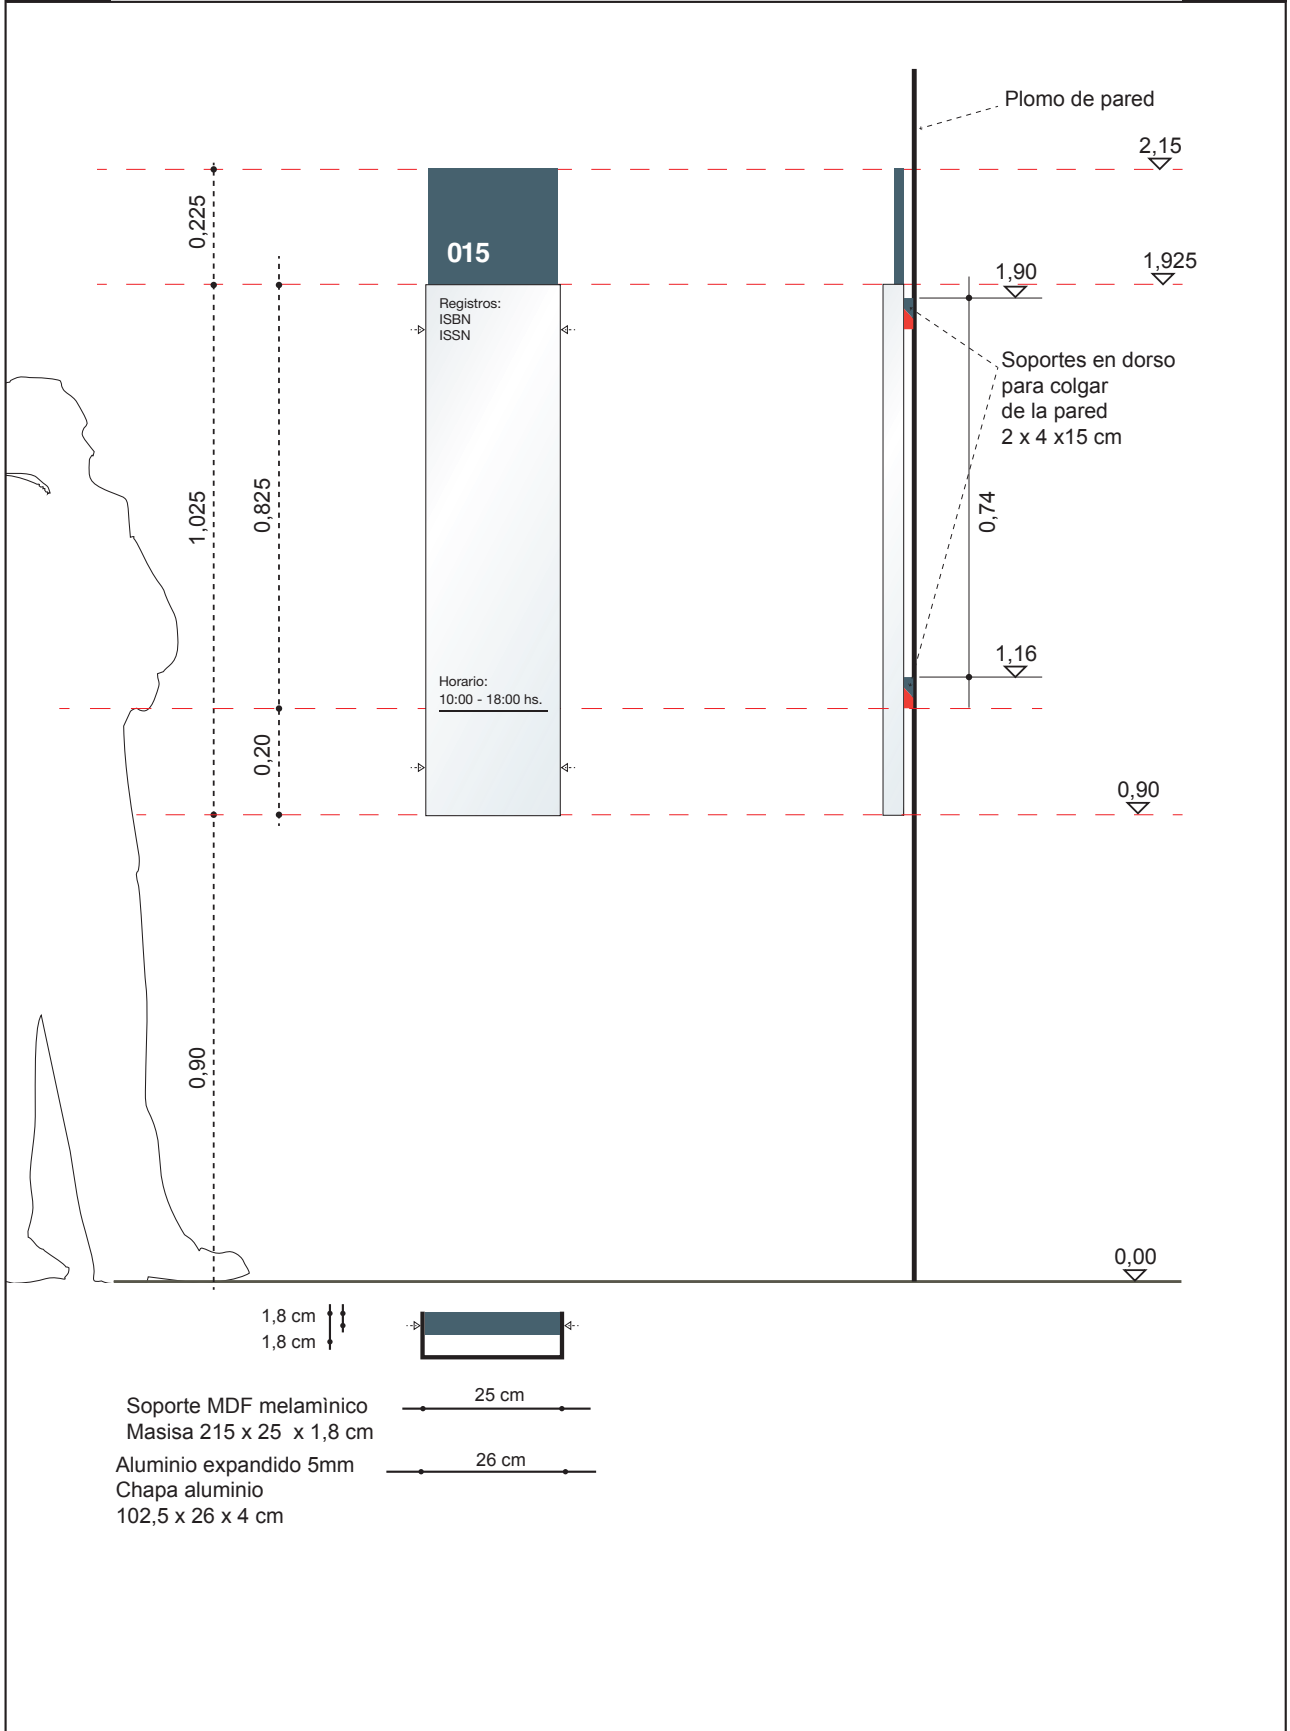 Plomo de pared
2,15
0,225
015
1,90
1,925
Registros:
ISBN
ISSN
Soportes en dorso
para colgar
de la pared
2 x 4 x15 cm
1,025
0,825
0,74
1,16
Horario:
10:00 - 18:00 hs.
0,20
0,90
0,90
0,00
1,8 cm
1,8 cm
25 cm
Soporte MDF melamìnico
Masisa 215 x 25 x 1,8 cm
26 cm
Aluminio expandido 5mm
Chapa aluminio
102,5 x 26 x 4 cm